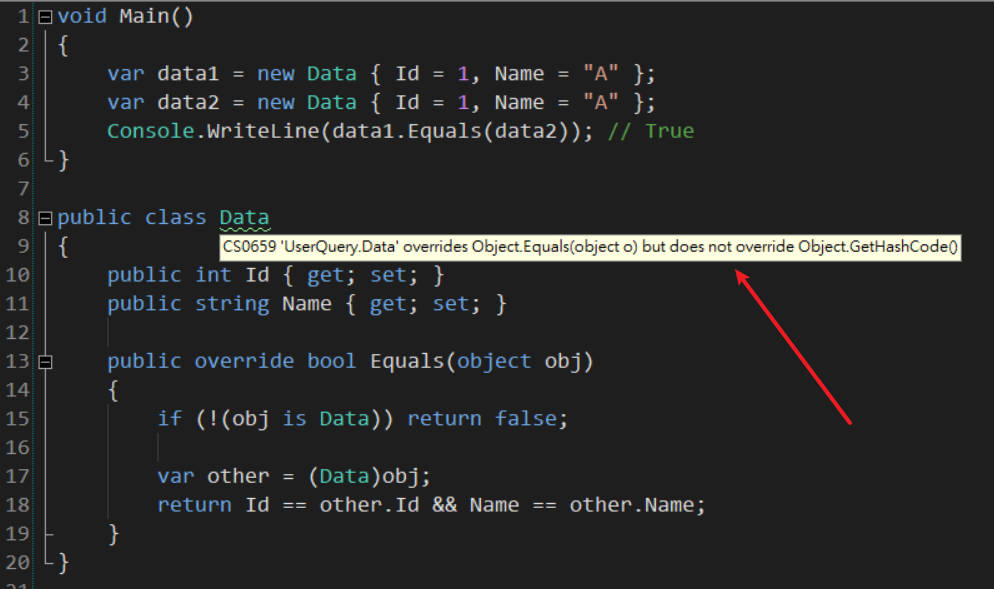 1 void Main()
2 {
3 var data1 = new Data { Id = 1, Name = "A" };
4 var data2 = new Data { Id = 1, Name = "A" };
5 Console.WriteLine(data1.Equals(data2)); // True
6 }
7
8 public class Data
CS0659 'UserQuery.Data' overrides Object.Equals(object o) but does not override Object.GetHashCode()
9 {
10 public int Id { get; set; }
11 public string Name { get; set; }
12
13 public override bool Equals(object obj)
14 {
15 if (!(obj is Data)) return false;
16
17 var other = (Data)obj;
18 return Id == other.Id && Name == other.Name;
19 }
20 }
21